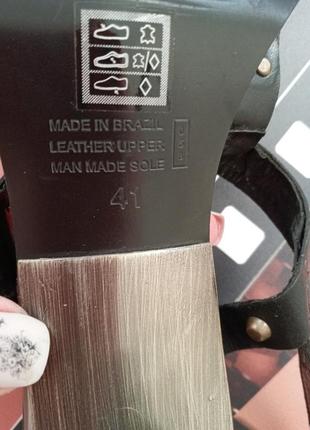 MADE IN BRAZIL
LEATHER UPPER
MAN MADE SOLE
41